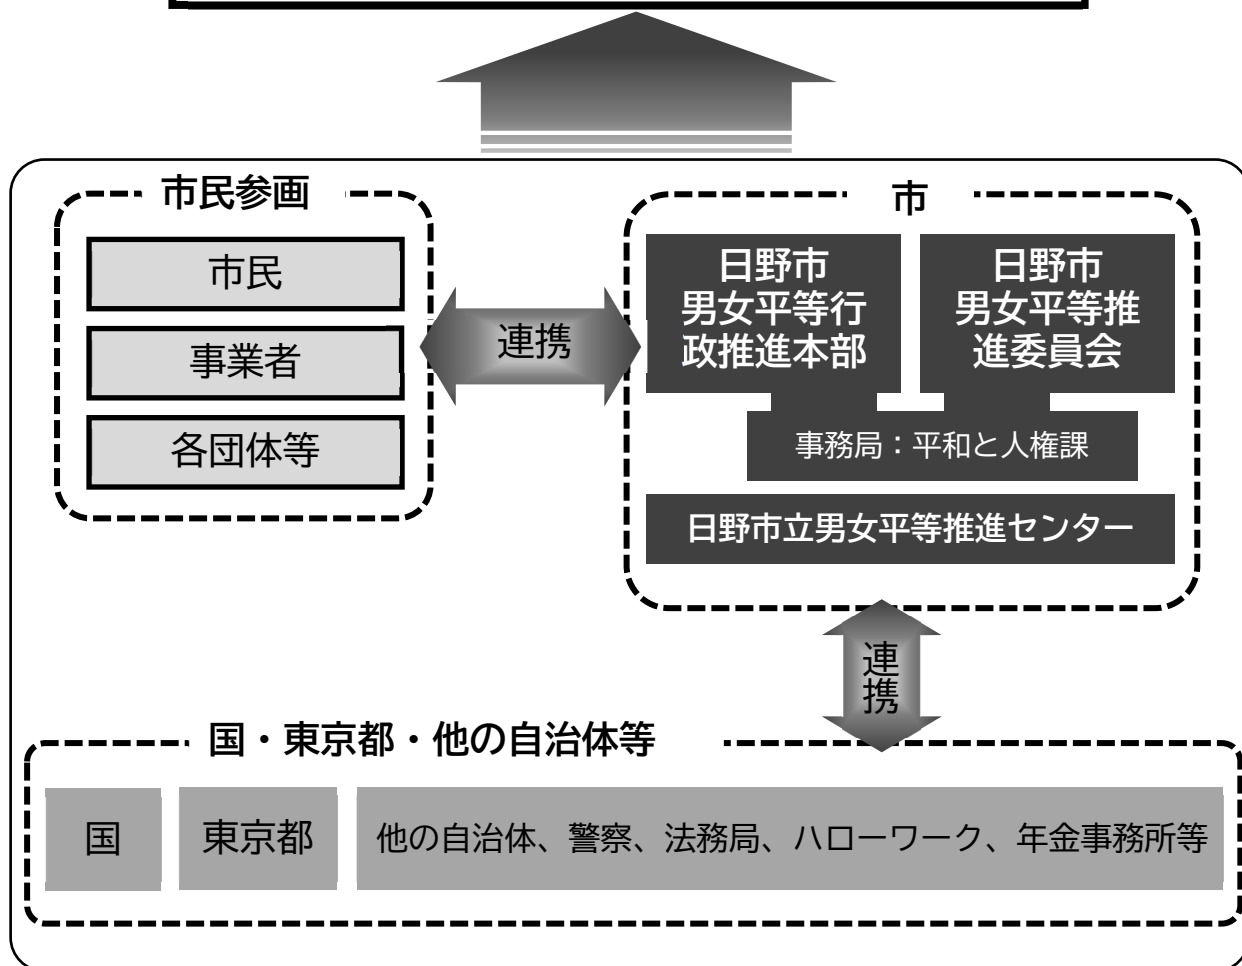 市民参画
市民
事業者
各団体等
連携
市
日野市
男女平等行
政推進本部
日野市
男女平等推
進委員会
事務局：平和と人権課
日野市立男女平等推進センター
連
携
国・東京都・他の自治体等
国
東京都
他の自治体、警察、法務局、ハローワーク、年金事務所等